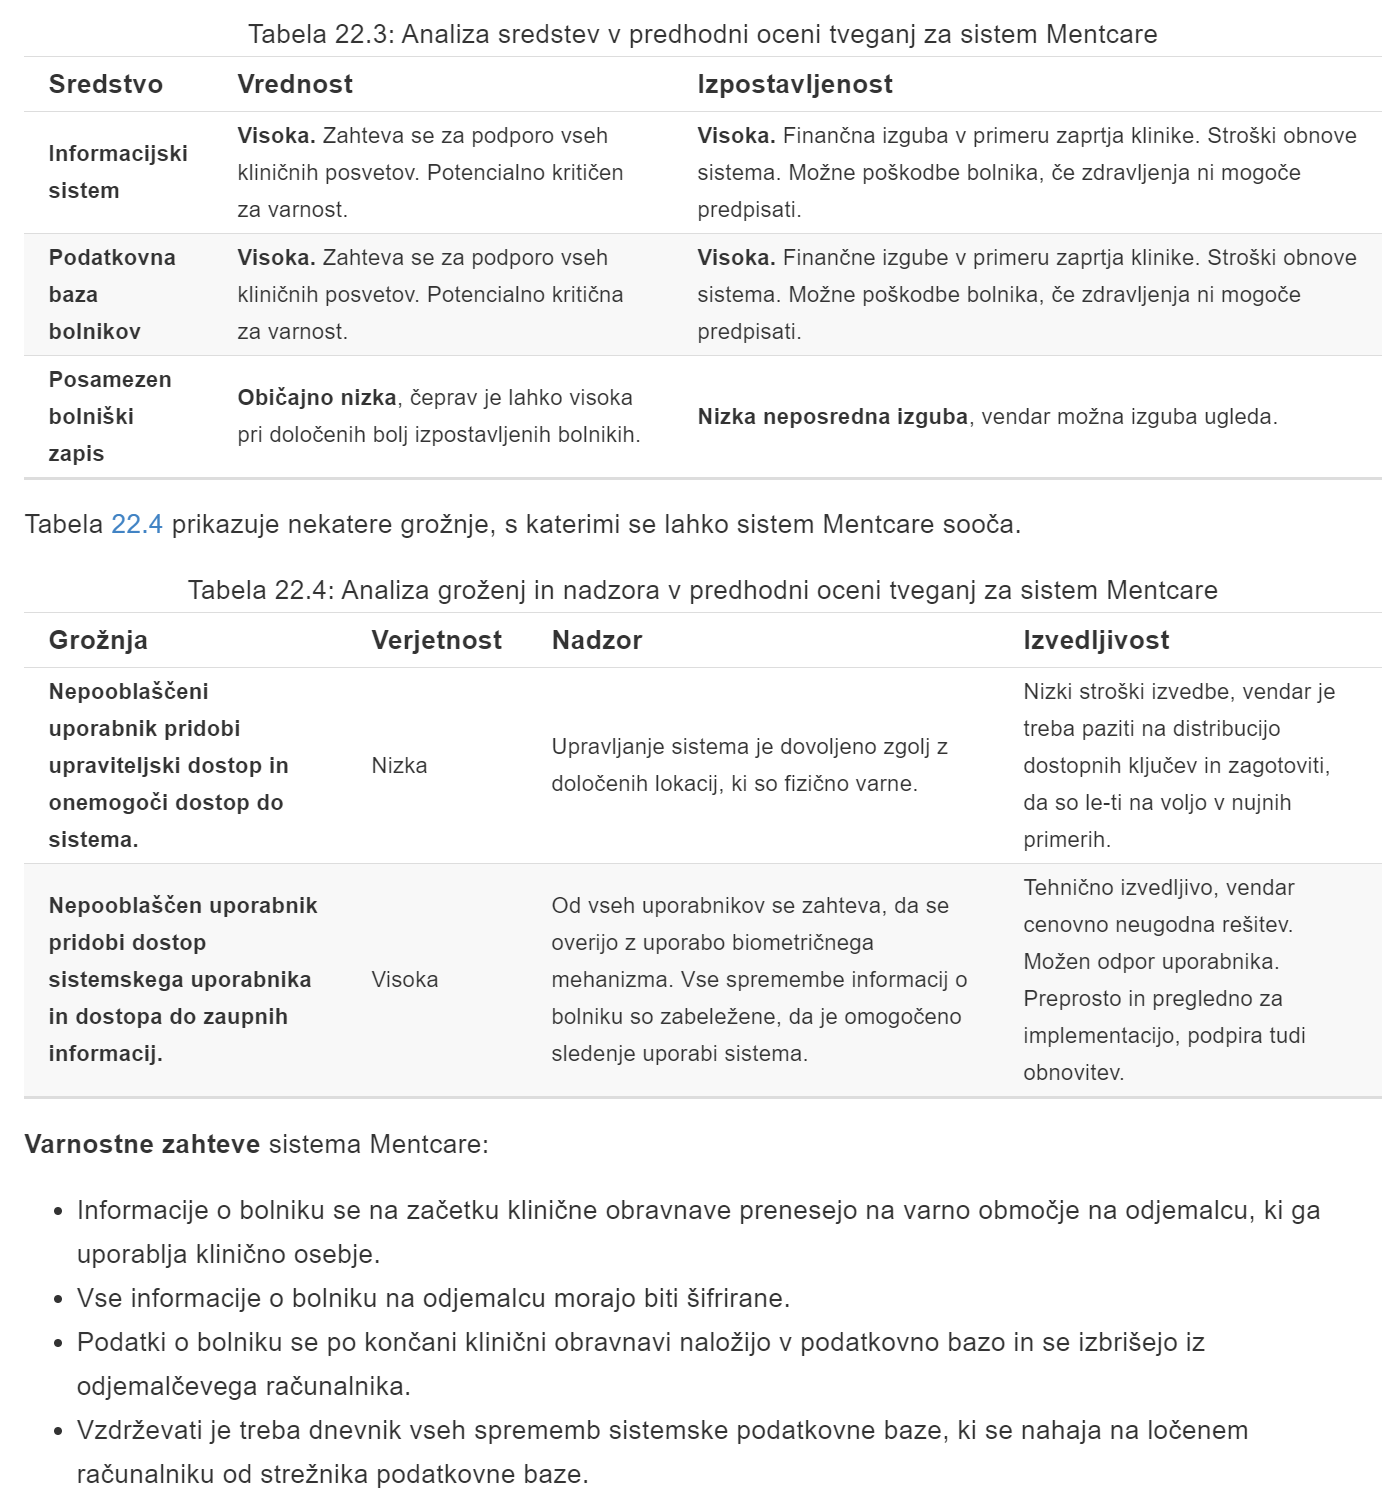 Tabela 22.3: Analiza sredstev v predhodni oceni tveganj za sistem Mentcare
Sredstvo Vrednost Izpostavljenost
Informacijski
sistem
Visoka. Zahteva se za podporo vseh
kliničnih posvetov. Potencialno kritičen
za varnost.
Visoka. Finančna izguba v primeru zaprtja klinike. Stroški obnove
sistema. Možne poškodbe bolnika, če zdravljenja ni mogoče
predpisati.
Podatkovna
baza
bolnikov
Visoka. Zahteva se za podporo vseh
kliničnih posvetov. Potencialno kritična
za varnost.
Visoka. Finančne izgube v primeru zaprtja klinike. Stroški obnove
sistema. Možne poškodbe bolnika, če zdravljenja ni mogoče
predpisati.
Posamezen
bolniški
zapis
Običajno nizka, čeprav je lahko visoka
pri določenih bolj izpostavljenih bolnikih.
Nizka neposredna izguba, vendar možna izguba ugleda.
Tabela 22.4 prikazuje nekatere grožnje, s katerimi se lahko sistem Mentcare sooča.
Tabela 22.4: Analiza groženj in nadzora v predhodni oceni tveganj za sistem Mentcare
Grožnja Verjetnost Nadzor Izvedljivost
Nepooblaščeni
uporabnik pridobi
upraviteljski dostop in
onemogoči dostop do
sistema.
Nizka
Upravljanje sistema je dovoljeno zgolj z
določenih lokacij, ki so fizično varne.
Nizki stroški izvedbe, vendar je
treba paziti na distribucijo
dostopnih ključev in zagotoviti,
da so le-ti na voljo v nujnih
primerih.
Nepooblaščen uporabnik
pridobi dostop
sistemskega uporabnika
in dostopa do zaupnih
informacij.
Visoka
Od vseh uporabnikov se zahteva, da se
overijo z uporabo biometričnega
mehanizma. Vse spremembe informacij o
bolniku so zabeležene, da je omogočeno
sledenje uporabi sistema.
Tehnično izvedljivo, vendar
cenovno neugodna rešitev.
Možen odpor uporabnika.
Preprosto in pregledno za
implementacijo, podpira tudi
obnovitev.
Varnostne zahteve sistema Mentcare:
• Informacije o bolniku se na začetku klinične obravnave prenesejo na varno območje na odjemalcu, ki ga
uporablja klinično osebje.
• Vse informacije o bolniku na odjemalcu morajo biti šifrirane.
• Podatki o bolniku se po končani klinični obravnavi naložijo v podatkovno bazo in se izbrišejo iz
odjemalčevega računalnika.
• Vzdrževati je treba dnevnik vseh sprememb sistemske podatkovne baze, ki se nahaja na ločenem
računalniku od strežnika podatkovne baze.